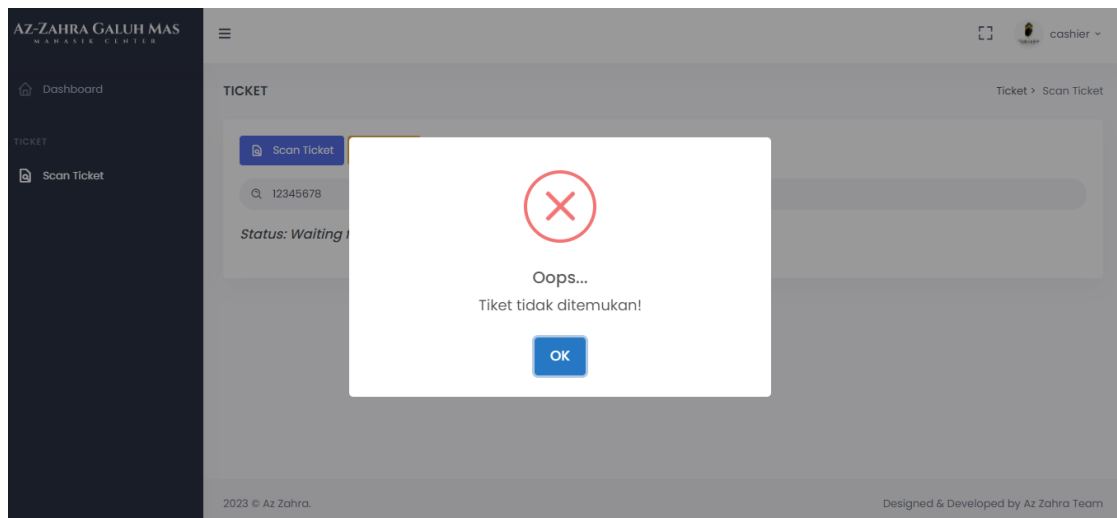 AZ-ZAHRA GALUH MAS
MANASIK CENTER
cashier
Dashboard
TICKET
Ticket > Scan Ticket
TICKET
Scan Ticket
Scan Ticket
12345678
Status: Waiting
Oops...
Tiket tidak ditemukan!
OK
2023 © Az Zahra.
Designed & Developed by Az Zahra Team